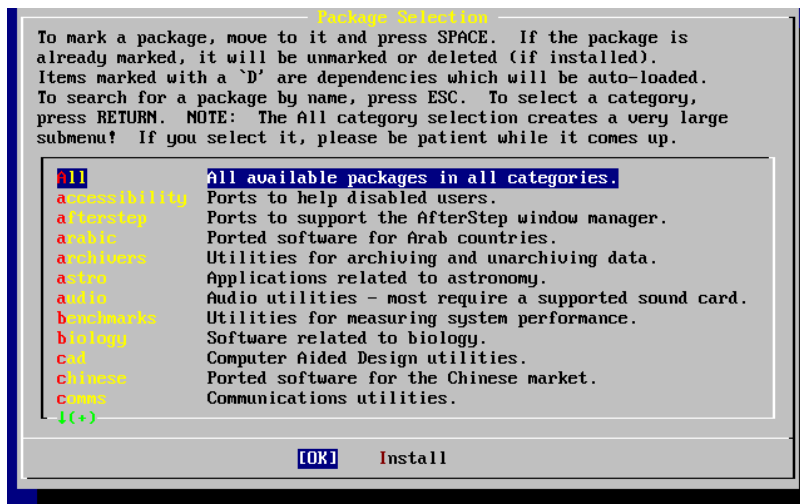 Package Selection
To mark a package, move to it and press SPACE.  If the package is
already marked, it will be unmarked or deleted (if installed).
Items marked with a `D' are dependencies which will be auto-loaded.
To search for a package by name, press ESC.  To select a category,
press RETURN.  NOTE:  The All category selection creates a very large
submenu!  If you select it, please be patient while it comes up.
All All available packages in all categories.
accessibility Ports to help disabled users.
afterstep Ports to support the AfterStep window manager.
arabic Ported software for Arab countries.
archivers Utilities for archiving and unarchiving data.
astro Applications related to astronomy.
audio Audio utilities - most require a supported sound card.
benchmarks Utilities for measuring system performance.
biology Software related to biology.
cad Computer Aided Design utilities.
chinese Ported software for the Chinese market.
comms Communications utilities.
↓(+)
[OK] Install